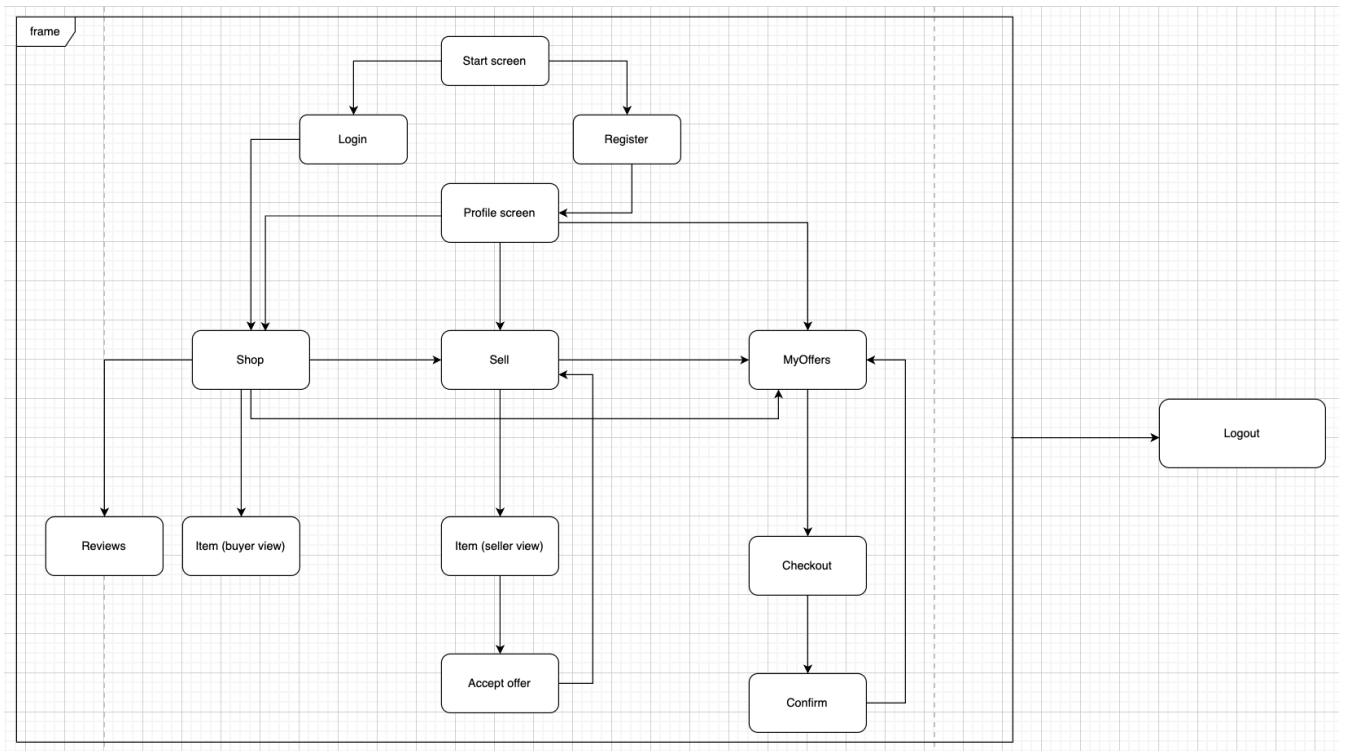 frame
Start screen
Login
Register
Profile screen
Shop
Sell
MyOffers
Logout
Reviews
Item (buyer view)
Item (seller view)
Checkout
Accept offer
Confirm